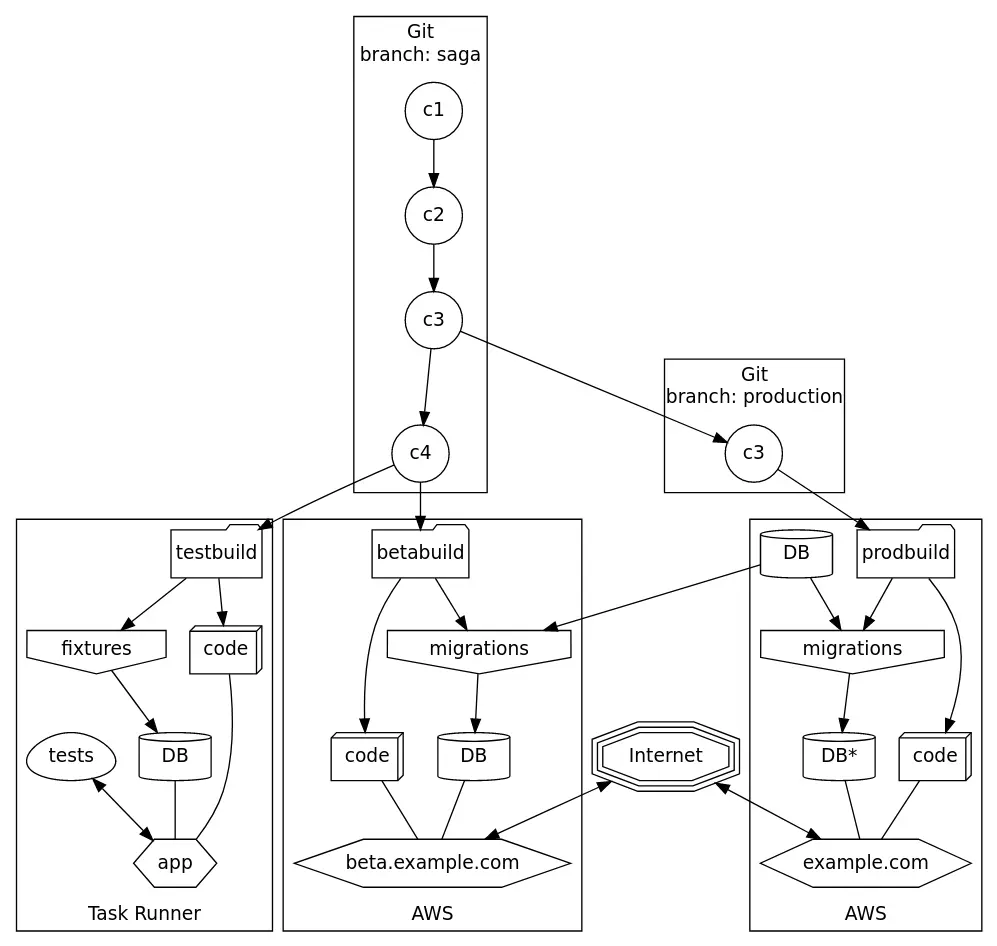 Git
branch: saga
c1
c2
c3
Git
branch: production
c4
c3
testbuild
betabuild
DB
prodbuild
fixtures
code
migrations
migrations
tests
DB
code
DB
Internet
DB*
code
app
beta.example.com
example.com
Task Runner
AWS
AWS